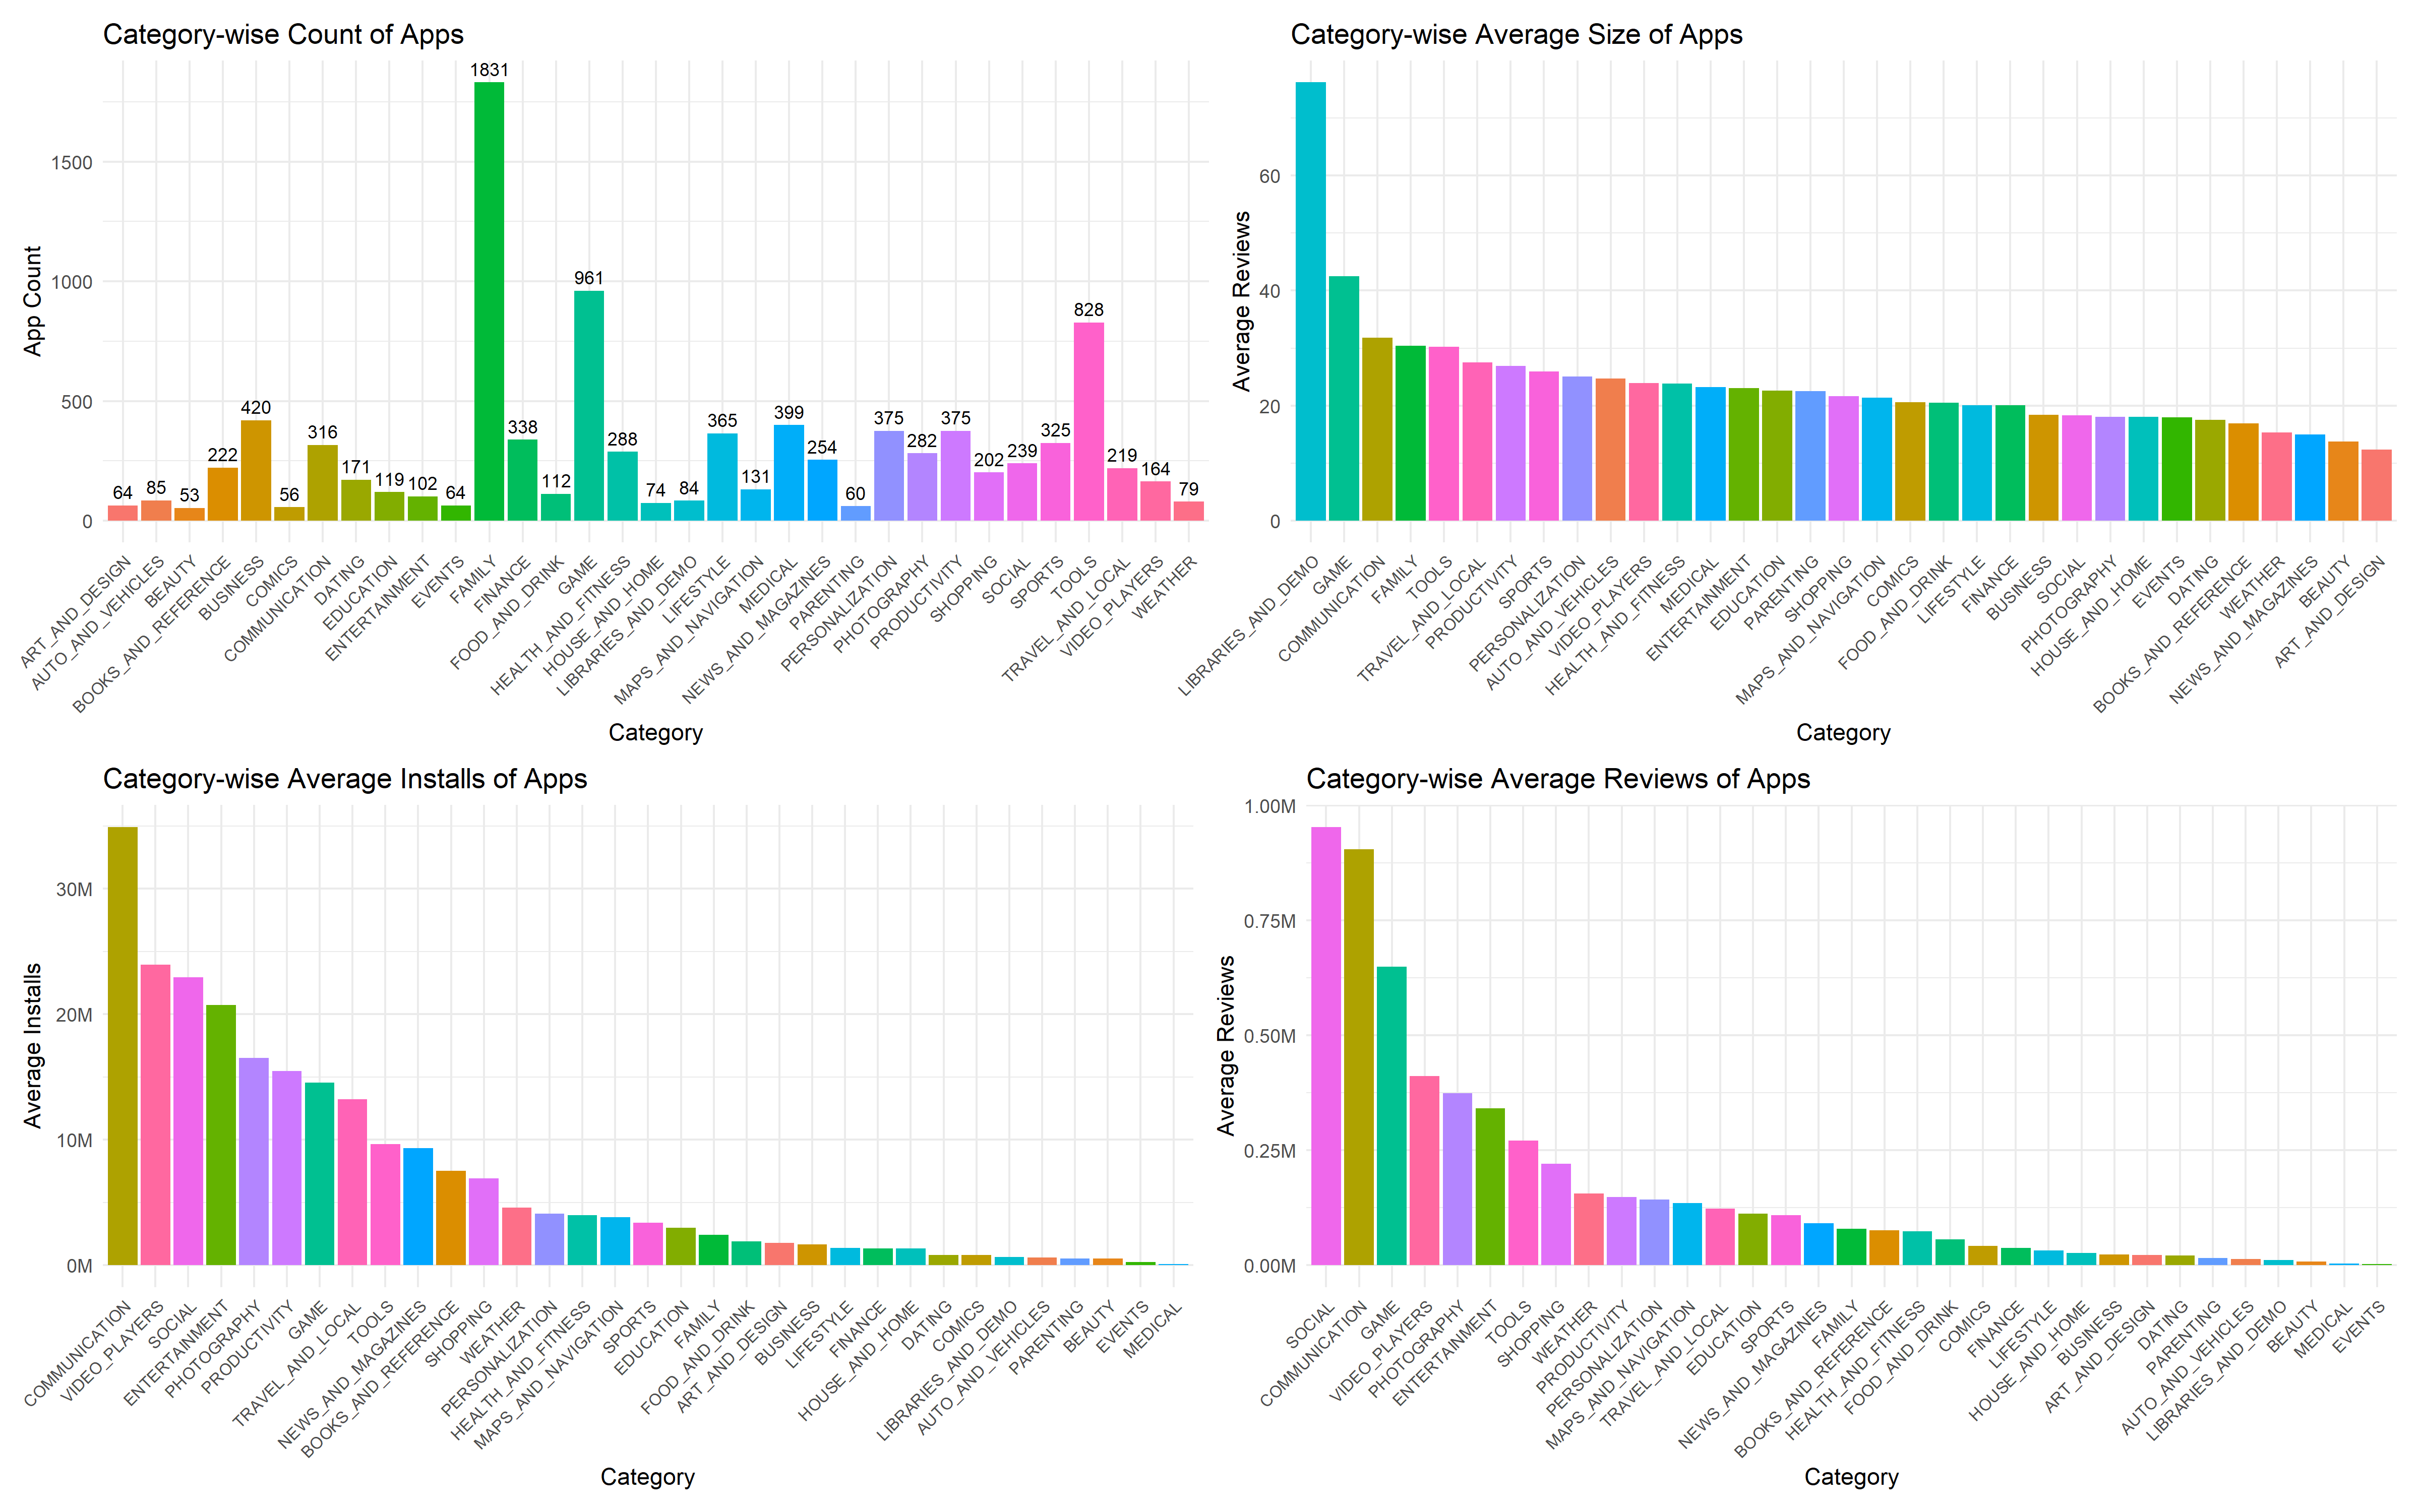 Category-wise Count of Apps
App Count
1500
1000
500
0
64
85
53
222
420
56
316
171
119
102
64
1831
338
112
961
288
74
84
365
131
399
254
60
375
282
375
202
239
325
828
219
164
79
ART_AND_DESIGN
AUTO_AND_VEHICLES
BEAUTY
BOOKS_AND_REFERENCE
BUSINESS
COMICS
COMMUNICATION
DATING
EDUCATION
ENTERTAINMENT
EVENTS
FAMILY
FINANCE
FOOD_AND_DRINK
GAME
HEALTH_AND_FITNESS
HOUSE_AND_HOME
LIBRARIES_AND_DEMO
LIFESTYLE
MAPS_AND_NAVIGATION
MEDICAL
NEWS_AND_MAGAZINES
PARENTING
PERSONALIZATION
PHOTOGRAPHY
PRODUCTIVITY
SHOPPING
SOCIAL
SPORTS
TOOLS
TRAVEL_AND_LOCAL
VIDEO_PLAYERS
WEATHER
Category
Category-wise Average Size of Apps
Average Reviews
60
40
20
0
LIBRARIES_AND_DEMO
GAME
COMMUNICATION
FAMILY
TOOLS
TRAVEL_AND_LOCAL
PRODUCTIVITY
SPORTS
PERSONALIZATION
AUTO_AND_VEHICLES
VIDEO_PLAYERS
HEALTH_AND_FITNESS
MEDICAL
ENTERTAINMENT
EDUCATION
PARENTING
SHOPPING
MAPS_AND_NAVIGATION
COMICS
FOOD_AND_DRINK
LIFESTYLE
FINANCE
BUSINESS
SOCIAL
PHOTOGRAPHY
HOUSE_AND_HOME
EVENTS
DATING
BOOKS_AND_REFERENCE
WEATHER
NEWS_AND_MAGAZINES
BEAUTY
ART_AND_DESIGN
Category
Category-wise Average Installs of Apps
Average Installs
30M
20M
10M
0M
COMMUNICATION
VIDEO_PLAYERS
SOCIAL
ENTERTAINMENT
PHOTOGRAPHY
PRODUCTIVITY
GAME
TRAVEL_AND_LOCAL
TOOLS
NEWS_AND_MAGAZINES
BOOKS_AND_REFERENCE
SHOPPING
WEATHER
PERSONALIZATION
HEALTH_AND_FITNESS
MAPS_AND_NAVIGATION
SPORTS
EDUCATION
FAMILY
FOOD_AND_DRINK
ART_AND_DESIGN
BUSINESS
LIFESTYLE
FINANCE
HOUSE_AND_HOME
DATING
COMICS
LIBRARIES_AND_DEMO
AUTO_AND_VEHICLES
PARENTING
BEAUTY
EVENTS
MEDICAL
Category
Category-wise Average Reviews of Apps
Average Reviews
1.00M
0.75M
0.50M
0.25M
0.00M
SOCIAL
COMMUNICATION
GAME
VIDEO_PLAYERS
PHOTOGRAPHY
ENTERTAINMENT
TOOLS
SHOPPING
WEATHER
PRODUCTIVITY
PERSONALIZATION
MAPS_AND_NAVIGATION
TRAVEL_AND_LOCAL
EDUCATION
SPORTS
NEWS_AND_MAGAZINES
FAMILY
BOOKS_AND_REFERENCE
HEALTH_AND_FITNESS
FOOD_AND_DRINK
COMICS
FINANCE
LIFESTYLE
HOUSE_AND_HOME
BUSINESS
ART_AND_DESIGN
DATING
PARENTING
AUTO_AND_VEHICLES
LIBRARIES_AND_DEMO
BEAUTY
MEDICAL
EVENTS
Category